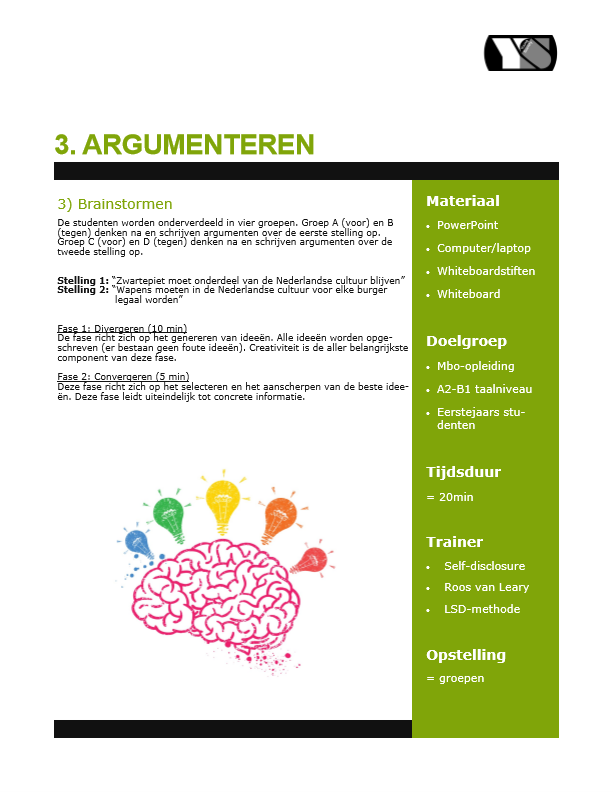 YS
3. ARGUMENTEREN
3) Brainstormen
De studenten worden onderverdeeld in vier groepen. Groep A (voor) en B
(tegen) denken na en schrijven argumenten over de eerste stelling op.
Groep C (voor) en D (tegen) denken na en schrijven argumenten over de
tweede stelling op.
Stelling 1: “Zwartepiet moet onderdeel van de Nederlandse cultuur blijven”
Stelling 2: “Wapens moeten in de Nederlandse cultuur voor elke burger
legaal worden”
Fase 1: Divergeren (10 min)
De fase richt zich op het genereren van ideeën. Alle ideeën worden opge-
schreven (er bestaan geen foute ideeën). Creativiteit is de aller belangrijkste
component van deze fase.
Fase 2: Convergeren (5 min)
Deze fase richt zich op het selecteren en het aanscherpen van de beste idee-
ën. Deze fase leidt uiteindelijk tot concrete informatie.
Materiaal
• PowerPoint
• Computer/laptop
• Whiteboardstiften
• Whiteboard
Doelgroep
• Mbo-opleiding
• A2-B1 taalniveau
• Eerstejaars stu-
denten
Tijdsduur
= 20min
Trainer
• Self-disclosure
• Roos van Leary
• LSD-methode
Opstelling
= groepen